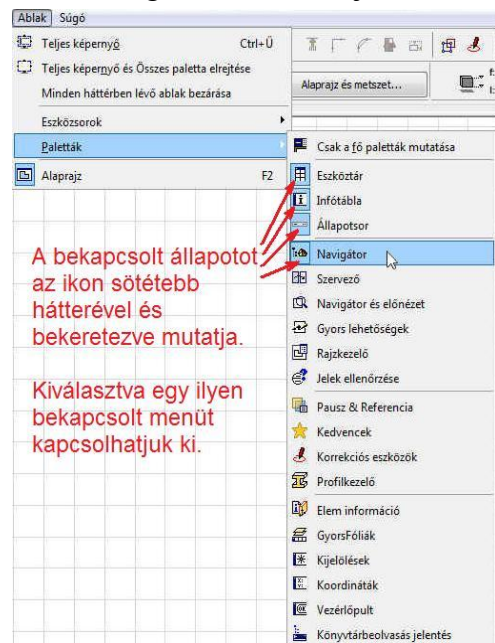 Ablak Súgó
Teljes képernyő Ctrl+Ü
Teljes képernyő és Összes paletta elrejtése
Minden háttérben lévő ablak bezárása
Eszközsorok
Paletták
Alaprajz F2
Alaprajz és metszet...
Csak a fő paletták mutatása
Eszköztár
Infótábla
Állapotsor
Navigátor
Szervező
Navigátor és előnézet
Gyors lehetőségek
Rajzkezelő
Jelek ellenőrzése
Pausz & Referencia
Kedvencek
Korrekciós eszközök
Profilkezelő
Elem információ
GyorsFóliák
Kijelölések
Koordináták
Vezérlőpult
Könyvtárbeolvasás jelentés
A bekapcsolt állapotot
az ikon sötétebb
hátterével és
bekeretezve mutatja.
Kiválasztva egy ilyen
bekapcsolt menüt
kapcsolhatjuk ki.